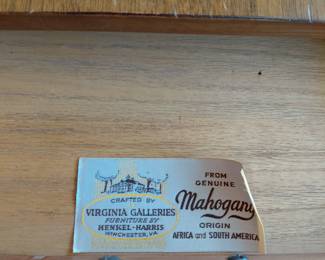 CRAFTED BY
VIRGINIA GALLERIES
FURNITURE BY
HENKEL-HARRIS
WINCHESTER, VA.
FROM
GENUINE
Mahogany
ORIGIN
AFRICA and SOUTH AMERICA